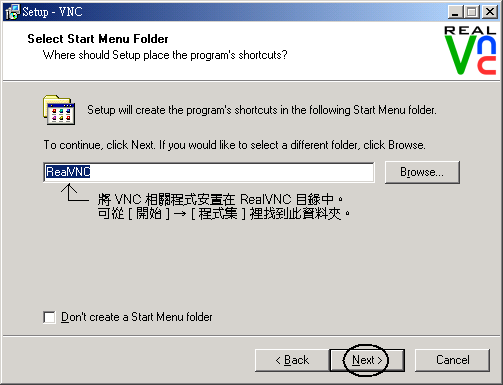 Setup - VNC
Select Start Menu Folder
Where should Setup place the program's shortcuts?
REAL
Vnc
Setup will create the program's shortcuts in the following Start Menu folder.
To continue, click Next. If you would like to select a different folder, click Browse.
RealVNC
Browse...
將 VNC 相關程式安置在 RealVNC 目錄中。
可從 [ 開始 ] → [ 程式集 ] 裡找到此資料夾。
Don't create a Start Menu folder
< Back
Next >
Cancel